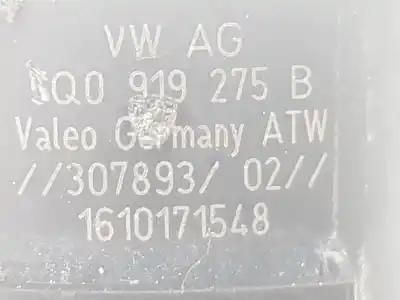 VW AG
5Q0 919 275 B
Valeo Germany ATW
//307893/ 02//
1610171548